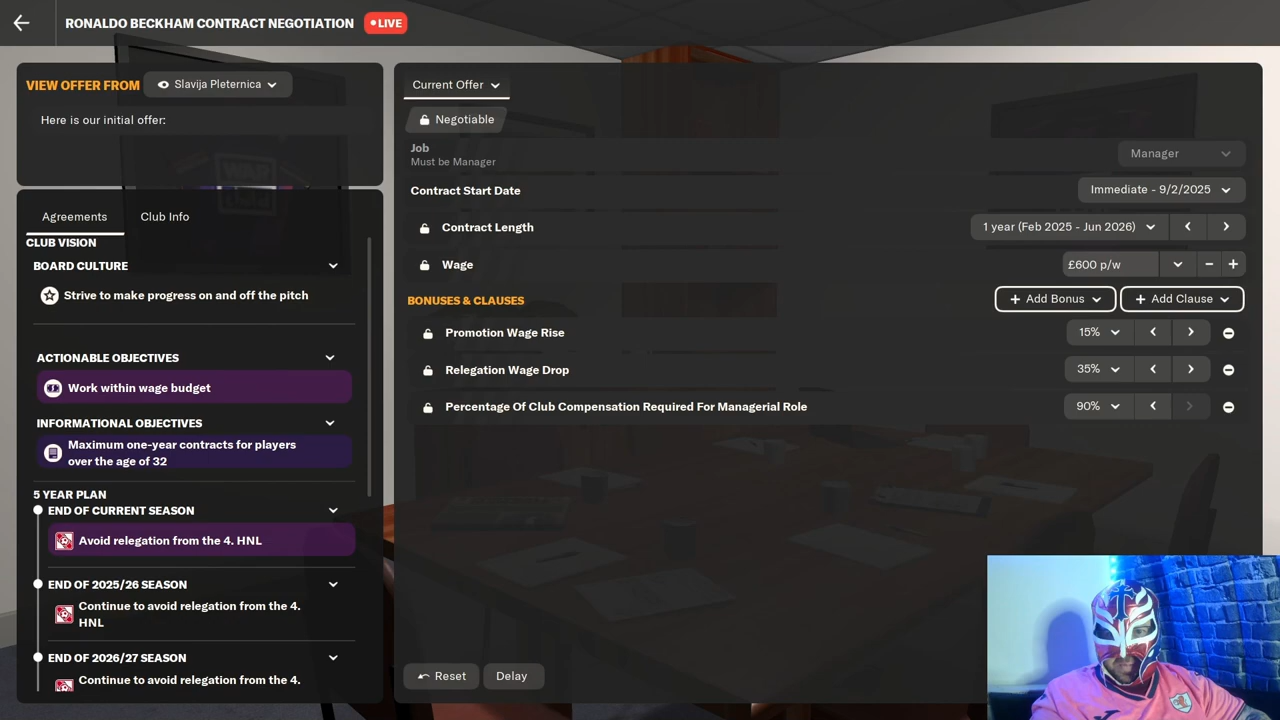 RONALDO BECKHAM CONTRACT NEGOTIATION
LIVE
VIEW OFFER FROM
Slavija Pleternica
Here is our initial offer:
Agreements
Club Info
CLUB VISION
BOARD CULTURE
Strive to make progress on and off the pitch
ACTIONABLE OBJECTIVES
Work within wage budget
INFORMATIONAL OBJECTIVES
Maximum one-year contracts for players
over the age of 32
5 YEAR PLAN
END OF CURRENT SEASON
Avoid relegation from the 4. HNL
END OF 2025/26 SEASON
Continue to avoid relegation from the 4.
HNL
END OF 2026/27 SEASON
Continue to avoid relegation from the 4.
Current Offer
Negotiable
Job
Must be Manager
Manager
Contract Start Date
Immediate - 9/2/2025
Contract Length
1 year (Feb 2025 - Jun 2026)
Wage
£600 p/w
BONUSES & CLAUSES
Add Bonus
Add Clause
Promotion Wage Rise
15%
Relegation Wage Drop
35%
Percentage Of Club Compensation Required For Managerial Role
90%
Reset
Delay